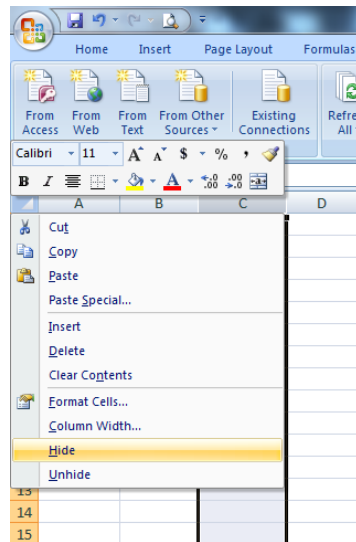 Home Insert Page Layout Formulas
From Access From Web From Text From Other Sources Existing Connections Refre All
Calibri 11 A A $ % ,
B I A .00 .0
A B C D
Cut
Copy
Paste
Paste Special...
Insert
Delete
Clear Contents
Format Cells...
Column Width...
Hide
Unhide
13
14
15